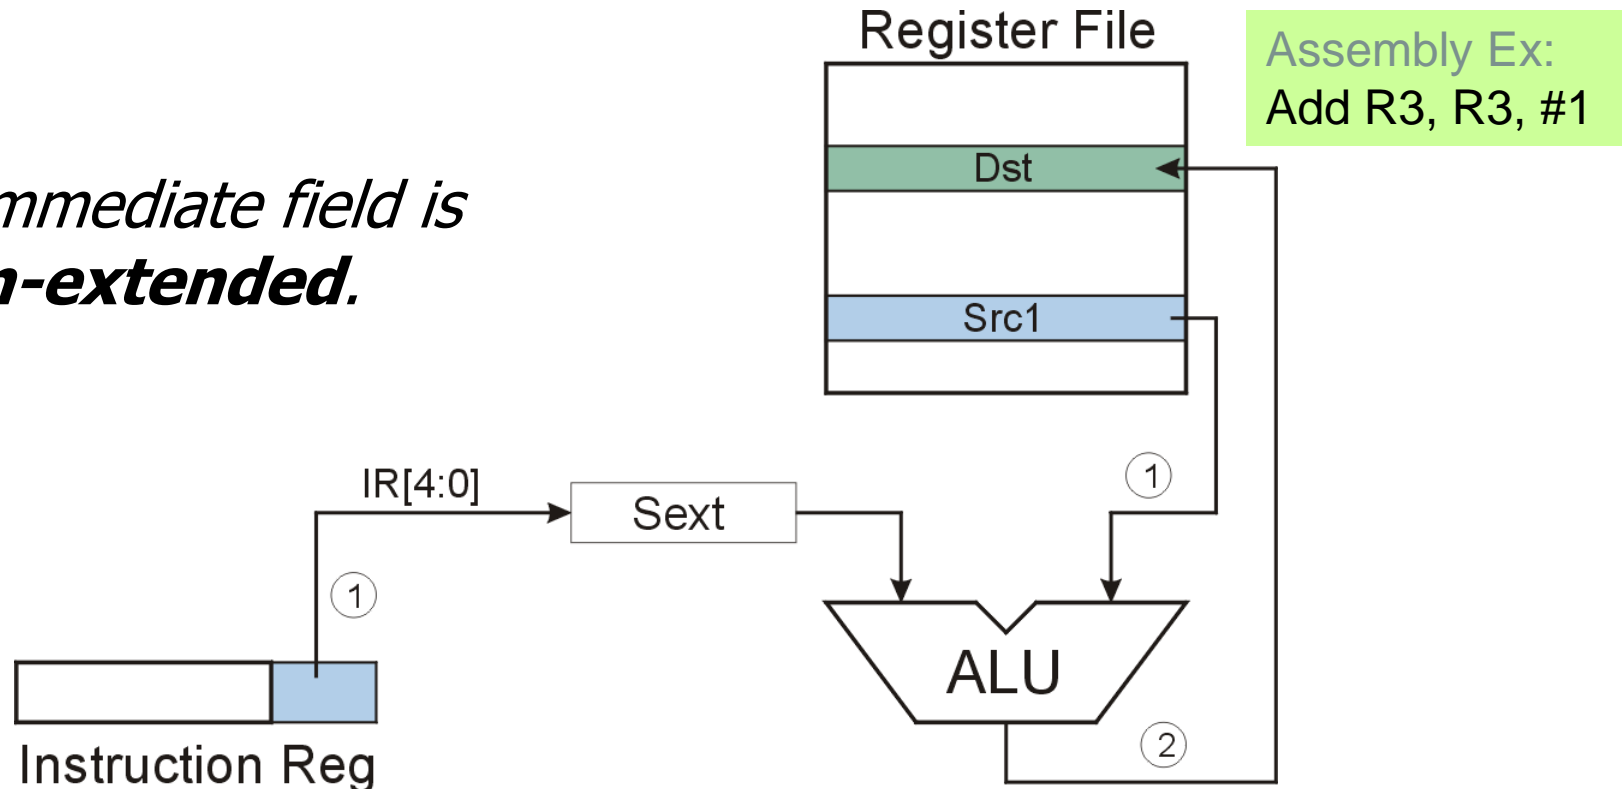 Register File
Assembly Ex:
Add R3, R3, #1
Dst
mmediate field is
n-extended.
Src1
IR[4:0]
Sext
1
1
ALU
2
Instruction Reg